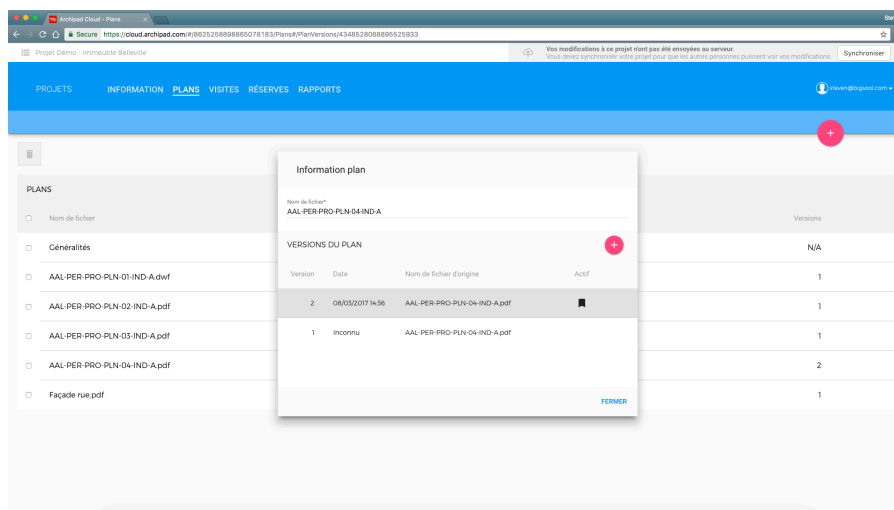 Archipad Cloud - Plans
Secure https://cloud.archipad.com/#/8625258898865078183/Plans#/PlanVersions/4348528088895525933
Projet Démo - Immeuble Belleville
Vos modifications à ce projet n'ont pas été envoyées au serveur.
Vous devez synchroniser votre projet pour que les autres personnes puissent voir vos modifications.
Synchroniser
PROJETS INFORMATION PLANS VISITES RÉSERVES RAPPORTS
steven@bigsool.com
Information plan
PLANS
Nom de fichier*
AAL-PER-PRO-PLN-04-IND-A
Nom de fichier Versions
VERSIONS DU PLAN
Généralités N/A
Version Date Nom de fichier d'origine Actif
AAL-PER-PRO-PLN-01-IND-A.dwf 1
2 08/03/2017 14:36 AAL-PER-PRO-PLN-04-IND-A.pdf
AAL-PER-PRO-PLN-02-IND-A.pdf 1
1 Inconnu AAL-PER-PRO-PLN-04-IND-A.pdf
AAL-PER-PRO-PLN-03-IND-A.pdf 1
AAL-PER-PRO-PLN-04-IND-A.pdf 2
Façade rue.pdf 1
FERMER